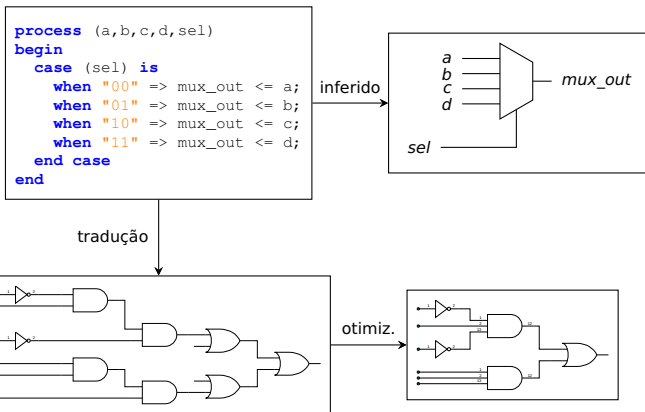 process (a,b,c,d,sel)
begin
case (sel) is
when "00" => mux_out <= a;
when "01" => mux_out <= b;
when "10" => mux_out <= c;
when "11" => mux_out <= d;
end case
end
inferido
a
b
c
d
mux_out
sel
tradução
otimiz.